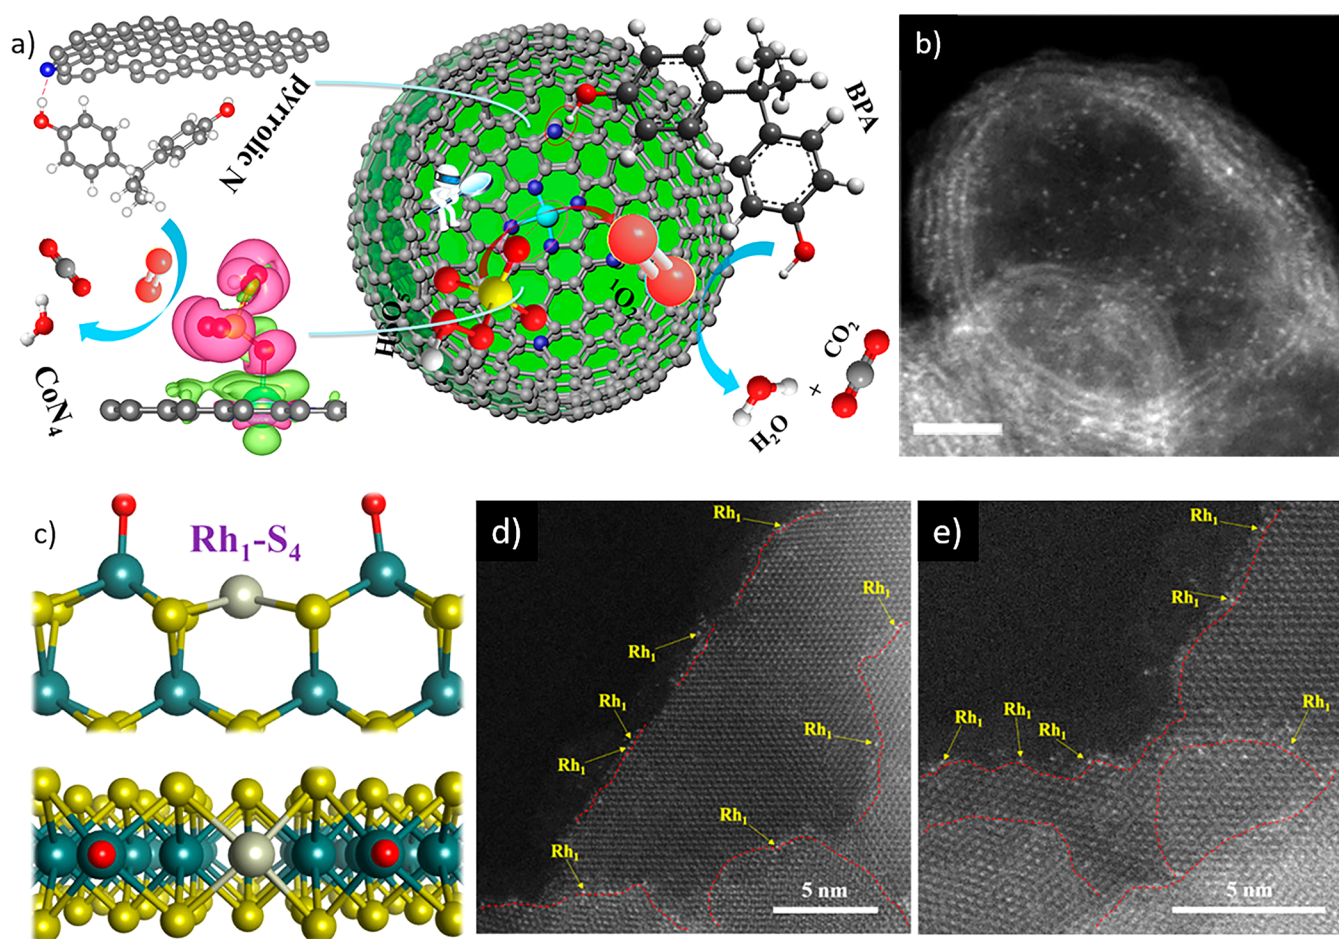 a)
pyrrolic N
BPA
HSO₅⁻
¹O₂
CO₂
+
H₂O
CoN₄
b)
c)
Rh₁-S₄
d)
Rh₁
Rh₁
Rh₁
Rh₁
Rh₁
Rh₁
Rh₁
Rh₁
5 nm
e)
Rh₁
Rh₁
Rh₁
Rh₁
Rh₁
Rh₁
5 nm